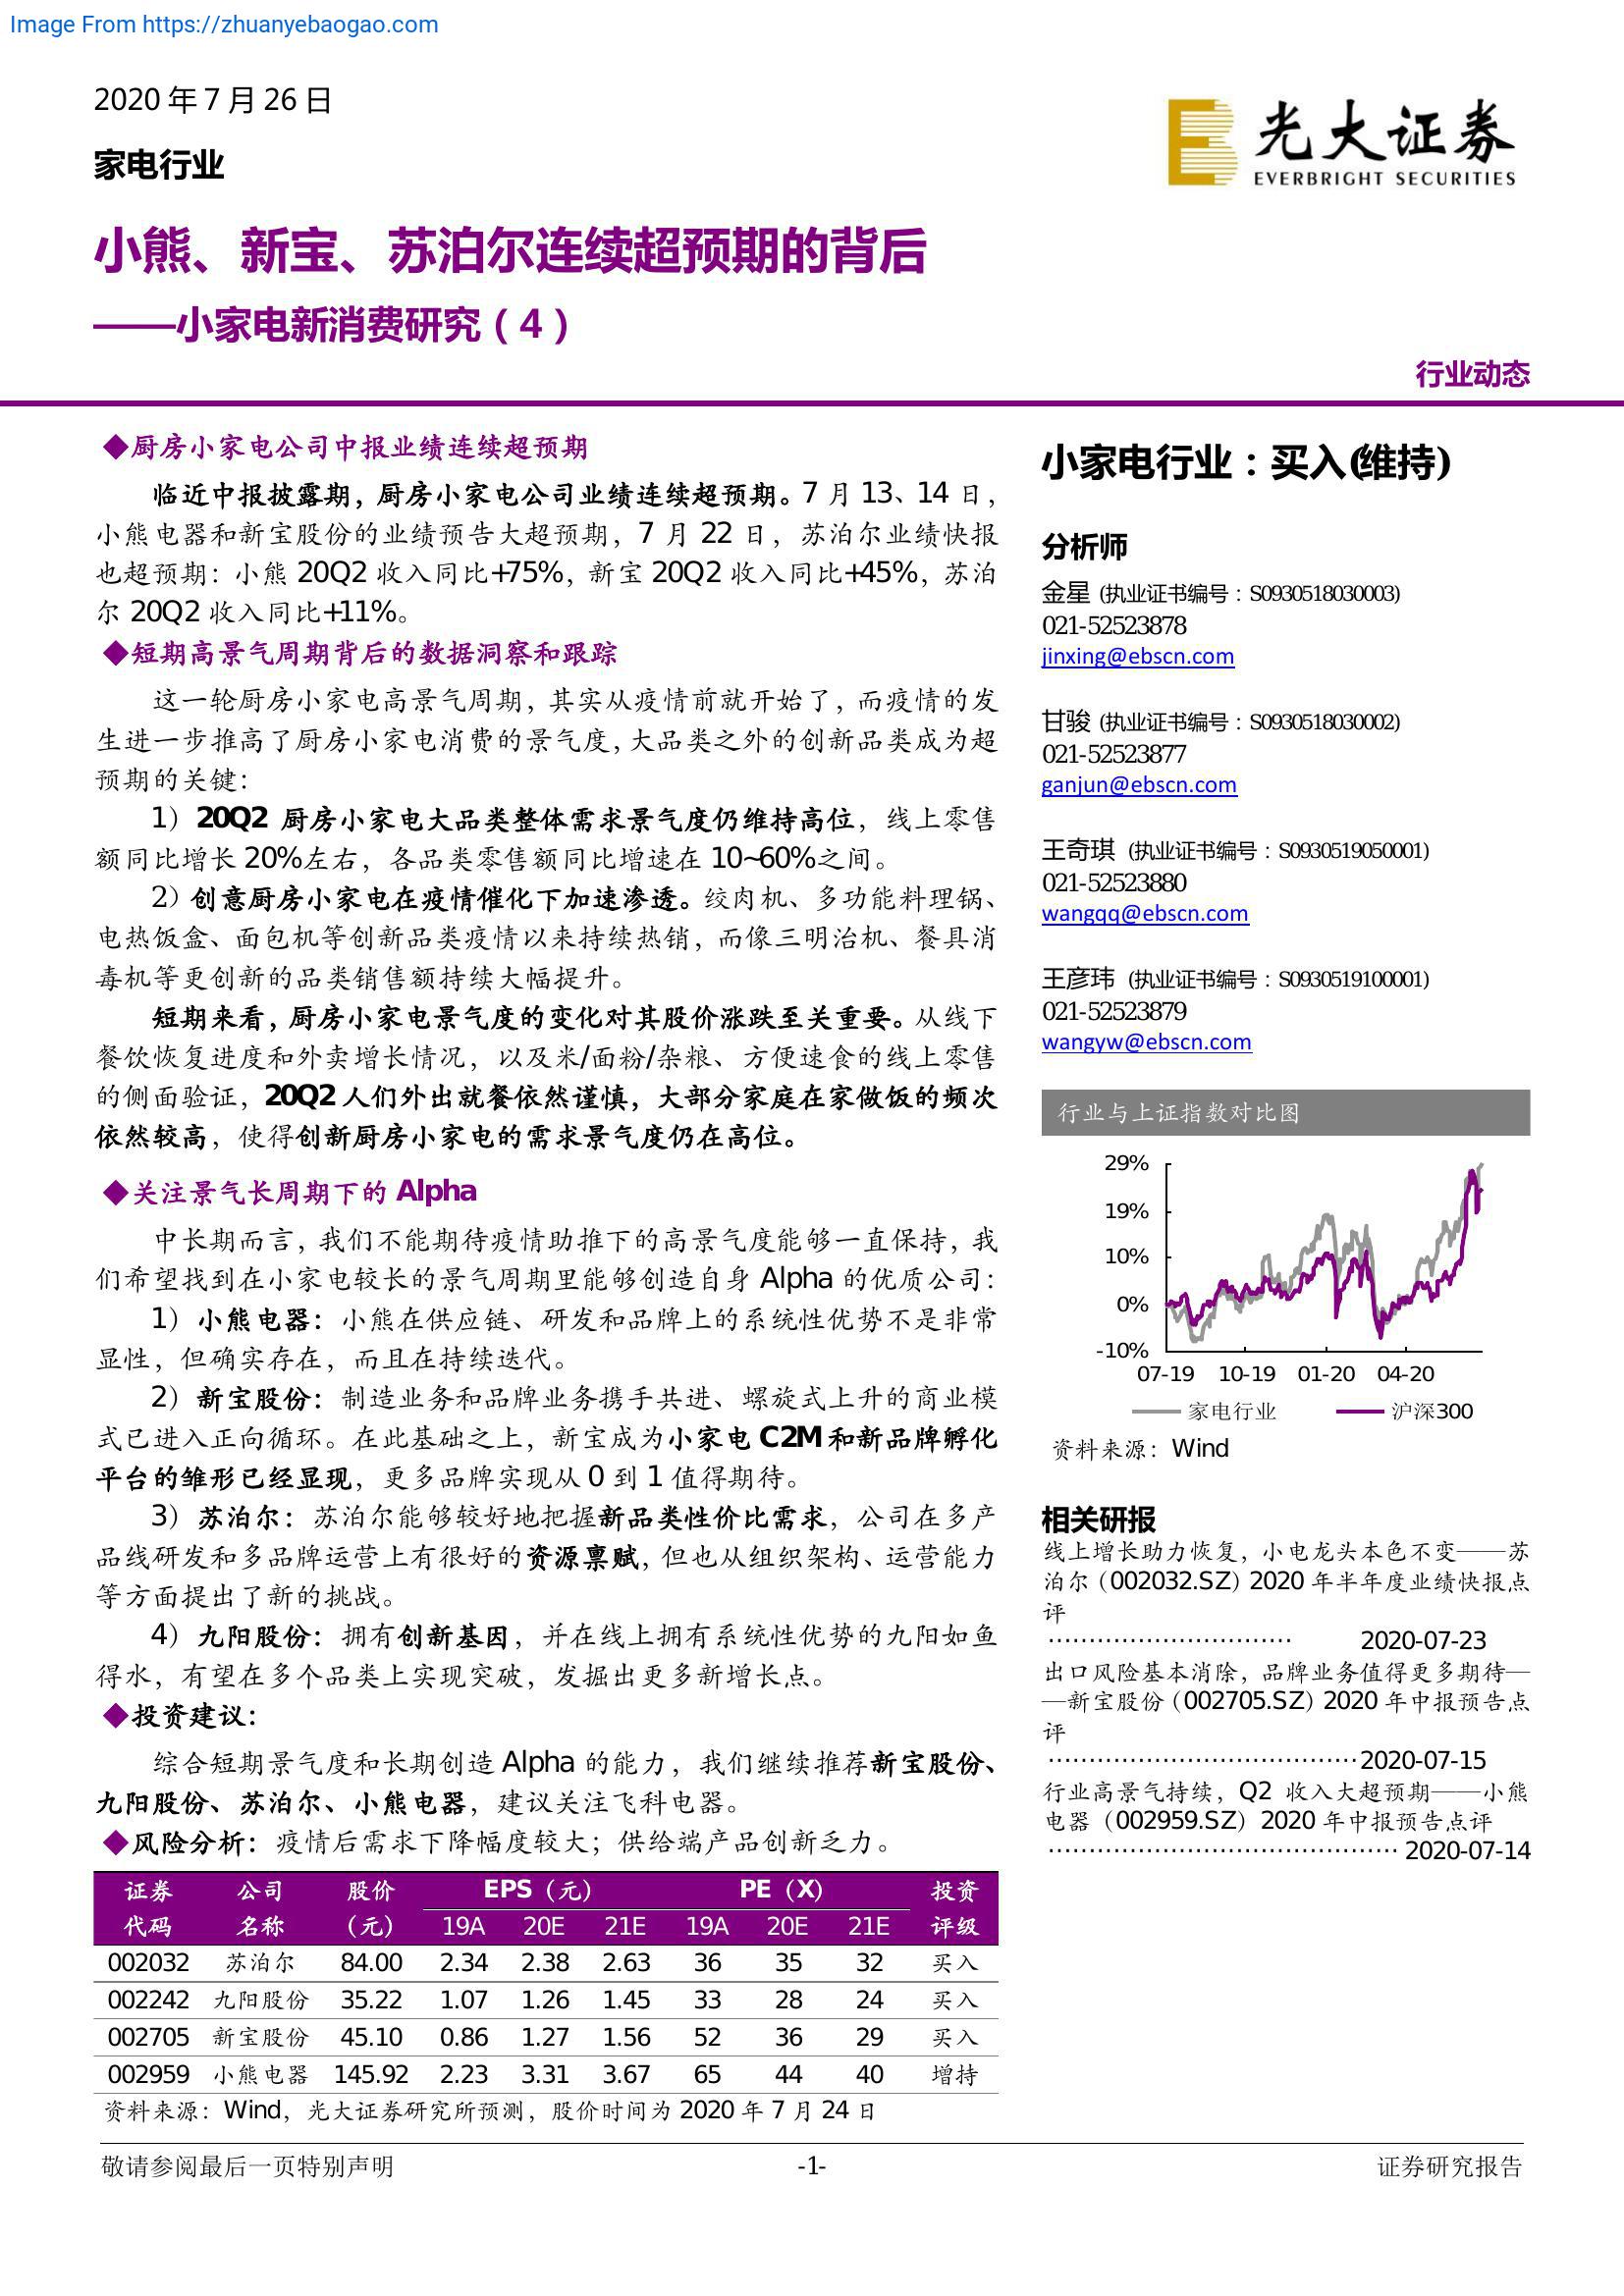 Image From https://zhuanyebaogao.com
2020 年 7 月 26 日
家电行业
光大证券
EVERBRIGHT SECURITIES
小熊、新宝、苏泊尔连续超预期的背后
——小家电新消费研究（4）
行业动态
◆厨房小家电公司中报业绩连续超预期
临近中报披露期，厨房小家电公司业绩连续超预期。7 月 13、14 日，
小熊电器和新宝股份的业绩预告大超预期，7 月 22 日，苏泊尔业绩快报
也超预期：小熊 20Q2 收入同比+75%，新宝 20Q2 收入同比+45%，苏泊
尔 20Q2 收入同比+11%。
◆短期高景气周期背后的数据洞察和跟踪
这一轮厨房小家电高景气周期，其实从疫情前就开始了，而疫情的发
生进一步推高了厨房小家电消费的景气度，大品类之外的创新品类成为超
预期的关键：
1）20Q2 厨房小家电大品类整体需求景气度仍维持高位，线上零售
额同比增长 20%左右，各品类零售额同比增速在 10~60%之间。
2）创意厨房小家电在疫情催化下加速渗透。绞肉机、多功能料理锅、
电热饭盒、面包机等创新品类疫情以来持续热销，而像三明治机、餐具消
毒机等更创新的品类销售额持续大幅提升。
短期来看，厨房小家电景气度的变化对其股价涨跌至关重要。从线下
餐饮恢复进度和外卖增长情况，以及米/面粉/杂粮、方便速食的线上零售
的侧面验证，20Q2 人们外出就餐依然谨慎，大部分家庭在家做饭的频次
依然较高，使得创新厨房小家电的需求景气度仍在高位。
◆关注景气长周期下的 Alpha
中长期而言，我们不能期待疫情助推下的高景气度能够一直保持，我
们希望找到在小家电较长的景气周期里能够创造自身 Alpha 的优质公司：
1）小熊电器：小熊在供应链、研发和品牌上的系统性优势不是非常
显性，但确实存在，而且在持续迭代。
2）新宝股份：制造业务和品牌业务携手共进、螺旋式上升的商业模
式已进入正向循环。在此基础之上，新宝成为小家电 C2M 和新品牌孵化
平台的雏形已经显现，更多品牌实现从 0 到 1 值得期待。
3）苏泊尔：苏泊尔能够较好地把握新品类性价比需求，公司在多产
品线研发和多品牌运营上有很好的资源禀赋，但也从组织架构、运营能力
等方面提出了新的挑战。
4）九阳股份：拥有创新基因，并在线上拥有系统性优势的九阳如鱼
得水，有望在多个品类上实现突破，发掘出更多新增长点。
◆投资建议：
综合短期景气度和长期创造 Alpha 的能力，我们继续推荐新宝股份、
九阳股份、苏泊尔、小熊电器，建议关注飞科电器。
◆风险分析：疫情后需求下降幅度较大；供给端产品创新乏力。
证券 公司 股价 EPS（元） PE（X） 投资
代码 名称 （元） 19A 20E 21E 19A 20E 21E 评级
002032 苏泊尔 84.00 2.34 2.38 2.63 36 35 32 买入
002242 九阳股份 35.22 1.07 1.26 1.45 33 28 24 买入
002705 新宝股份 45.10 0.86 1.27 1.56 52 36 29 买入
002959 小熊电器 145.92 2.23 3.31 3.67 65 44 40 增持
资料来源：Wind，光大证券研究所预测，股价时间为 2020 年 7 月 24 日
小家电行业：买入(维持)
分析师
金星 (执业证书编号：S0930518030003)
021-52523878
jinxing@ebscn.com
甘骏 (执业证书编号：S0930518030002)
021-52523877
ganjun@ebscn.com
王奇琪 (执业证书编号：S0930519050001)
021-52523880
wangqq@ebscn.com
王彦玮 (执业证书编号：S0930519100001)
021-52523879
wangyw@ebscn.com
行业与上证指数对比图
29%
19%
10%
0%
-10%
07-19 10-19 01-20 04-20
家电行业 沪深300
资料来源：Wind
相关研报
线上增长助力恢复，小电龙头本色不变——苏
泊尔（002032.SZ）2020 年半年度业绩快报点
评
······························ 2020-07-23
出口风险基本消除，品牌业务值得更多期待—
—新宝股份（002705.SZ）2020 年中报预告点
评
······································2020-07-15
行业高景气持续，Q2 收入大超预期——小熊
电器（002959.SZ）2020 年中报预告点评
··········································· 2020-07-14
敬请参阅最后一页特别声明 -1- 证券研究报告